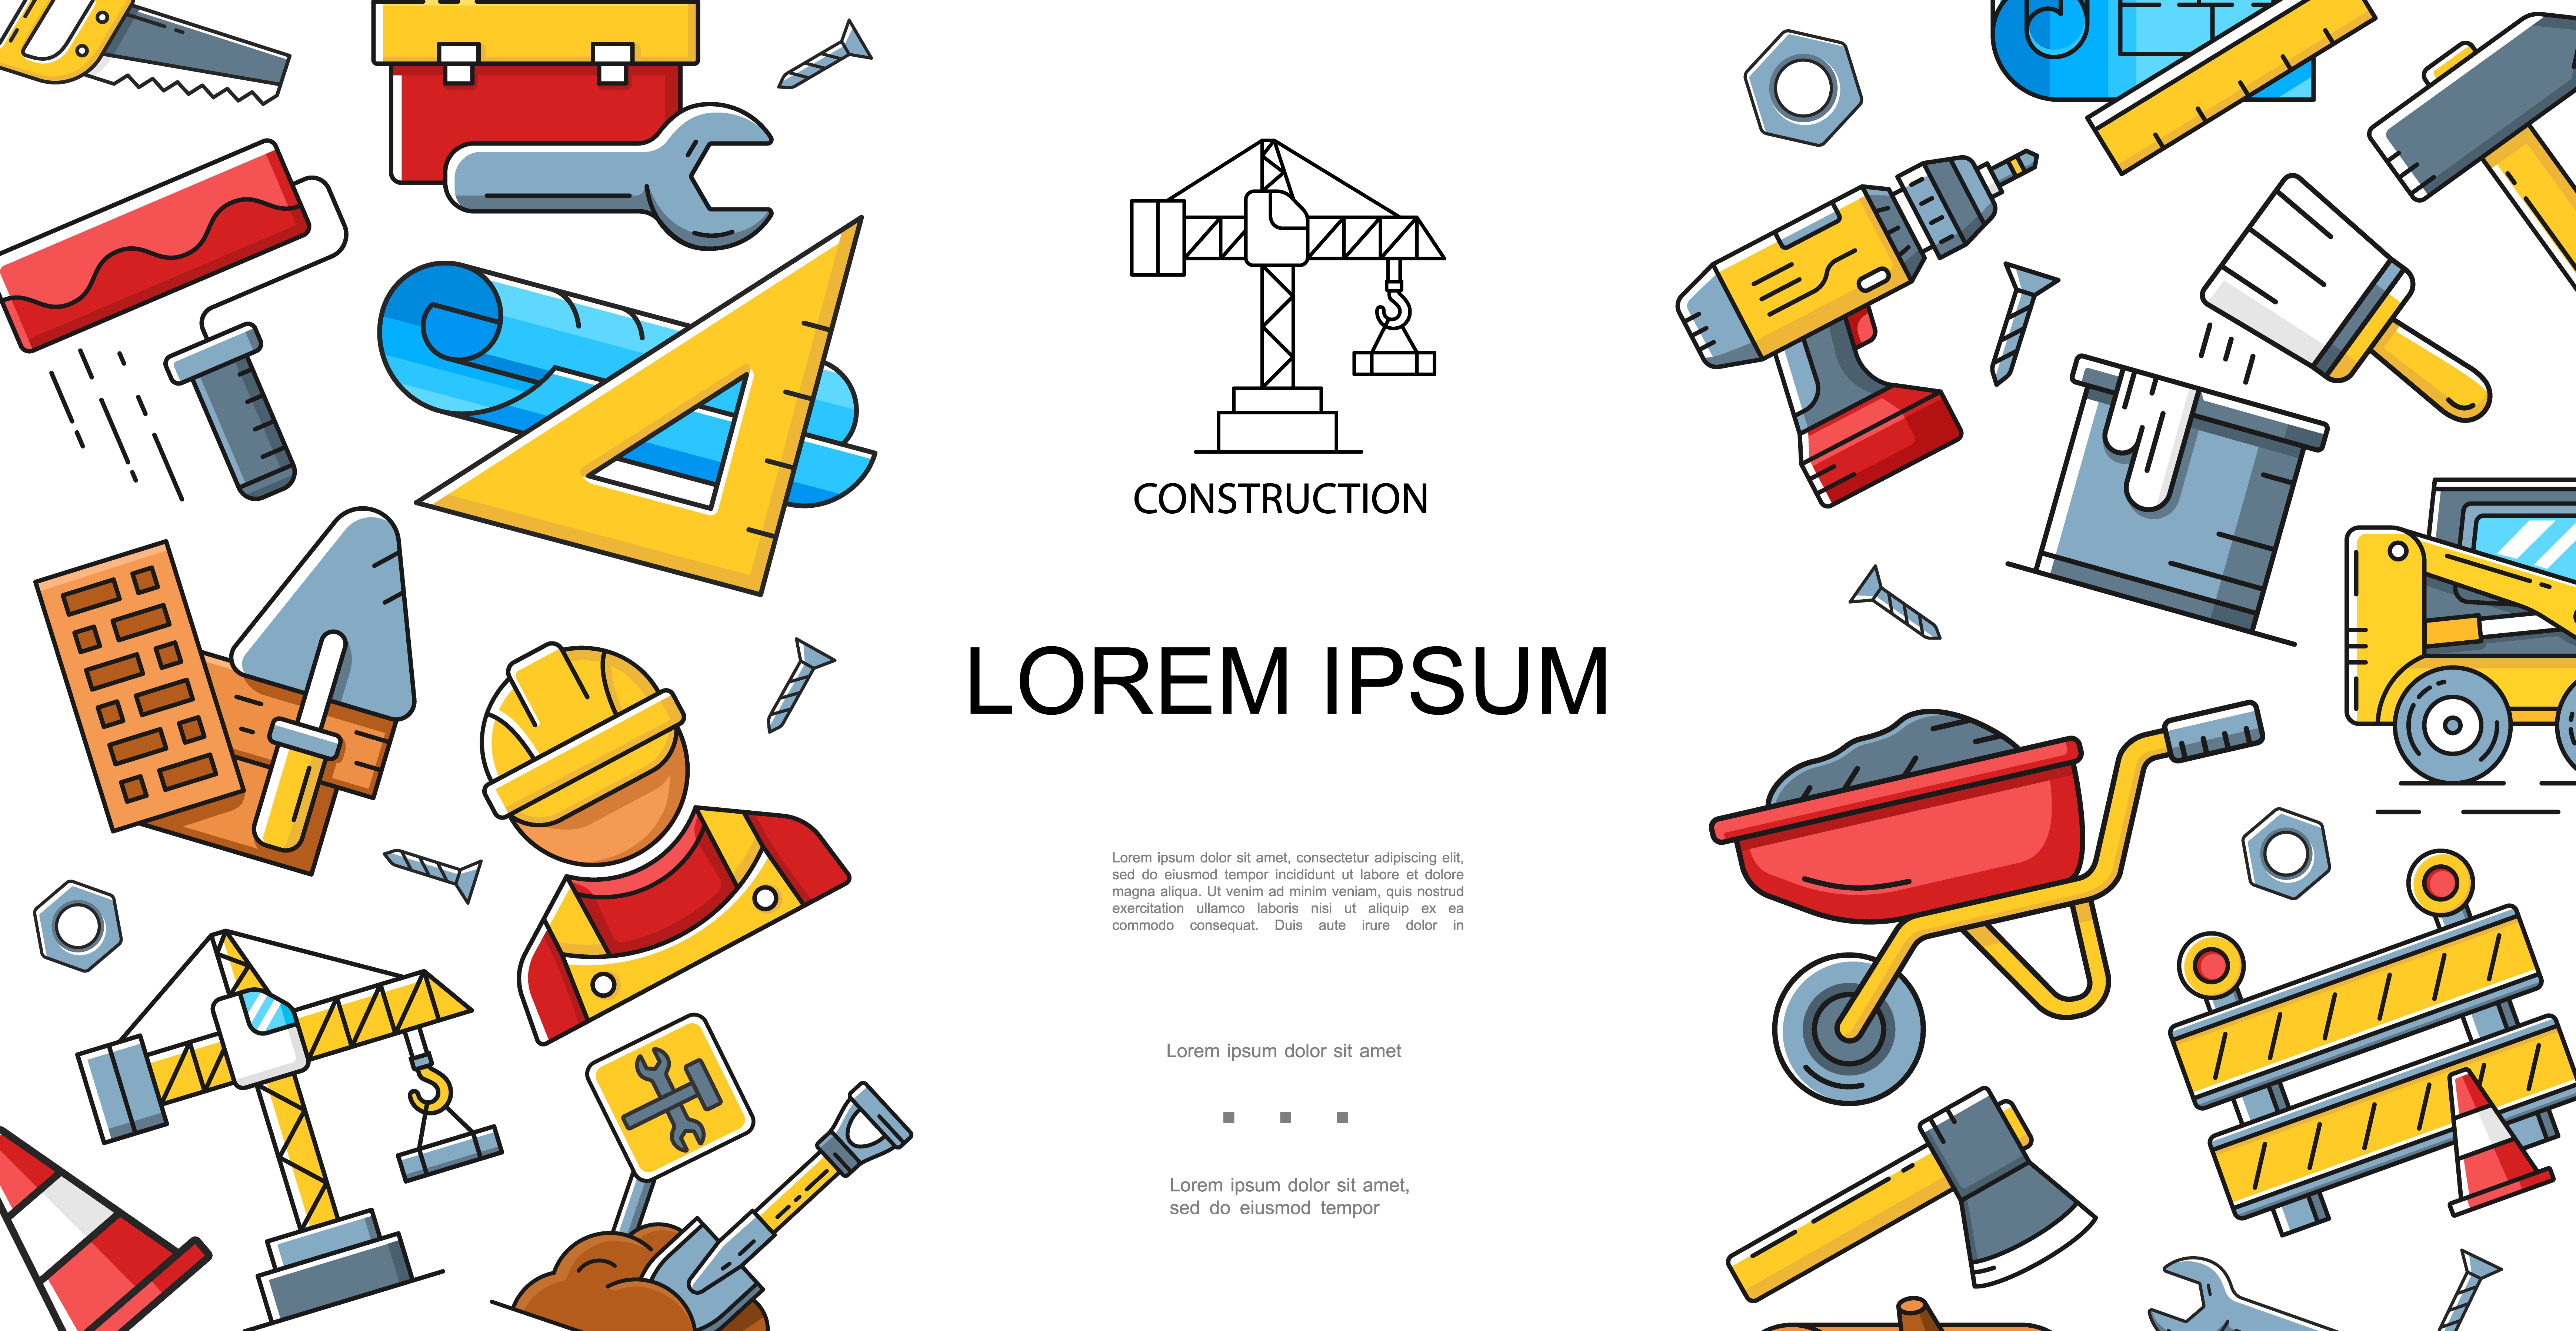 CONSTRUCTION
LOREM IPSUM
Lorem ipsum dolor sit amet, consectetur adipiscing elit,
sed do eiusmod tempor incididunt ut labore et dolore
magna aliqua. Ut venim ad minim veniam, quis nostrud
exercitation ullamco laboris nisi ut aliquip ex ea
commodo consequat. Duis aute irure dolor in
Lorem ipsum dolor sit amet
Lorem ipsum dolor sit amet,
sed do eiusmod tempor